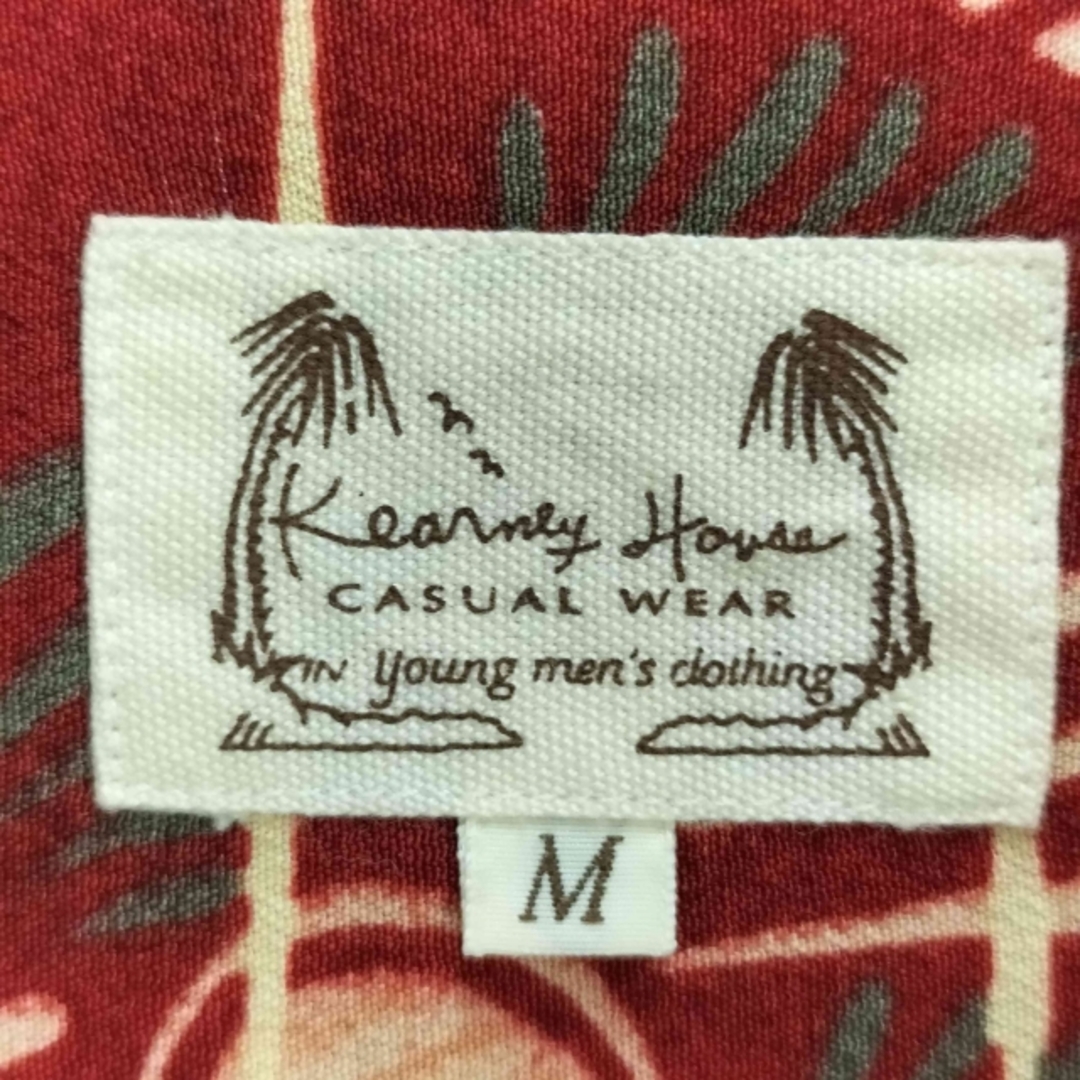 Kearney House
CASUAL WEAR
IN young men's clothing
M